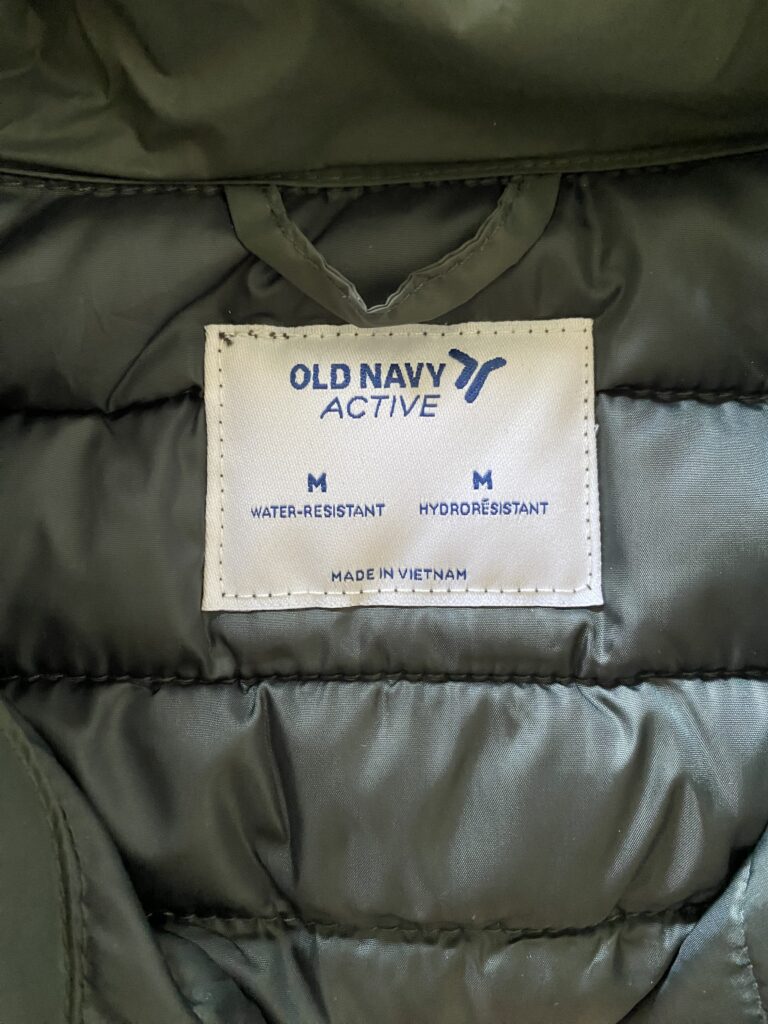 OLD NAVY
ACTIVE
M M
WATER-RESISTANT HYDRORÉSISTANT
MADE IN VIETNAM